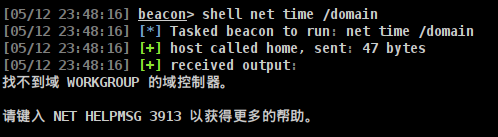 [05/12 23:48:16] beacon> shell net time /domain
[05/12 23:48:16] [*] Tasked beacon to run: net time /domain
[05/12 23:48:16] [+] host called home, sent: 47 bytes
[05/12 23:48:16] [+] received output:
找不到域 WORKGROUP 的域控制器。
请键入 NET HELPMSG 3913 以获得更多的帮助。